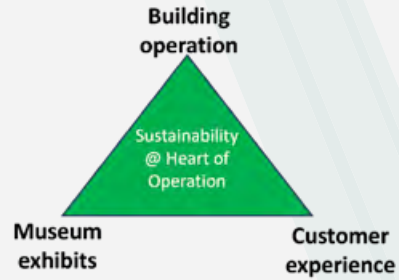 Building
operation
Sustainability
@ Heart of
Operation
Museum
exhibits
Customer
experience